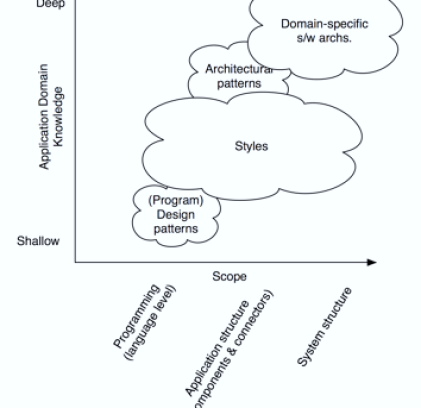 Deep
Domain-specific
s/w archs.
Architectural
patterns
Application Domain
Knowledge
Styles
(Program)
Design
patterns
Shallow
Scope
Programming
(language level)
Application structure
omponents & connectors)
System structure